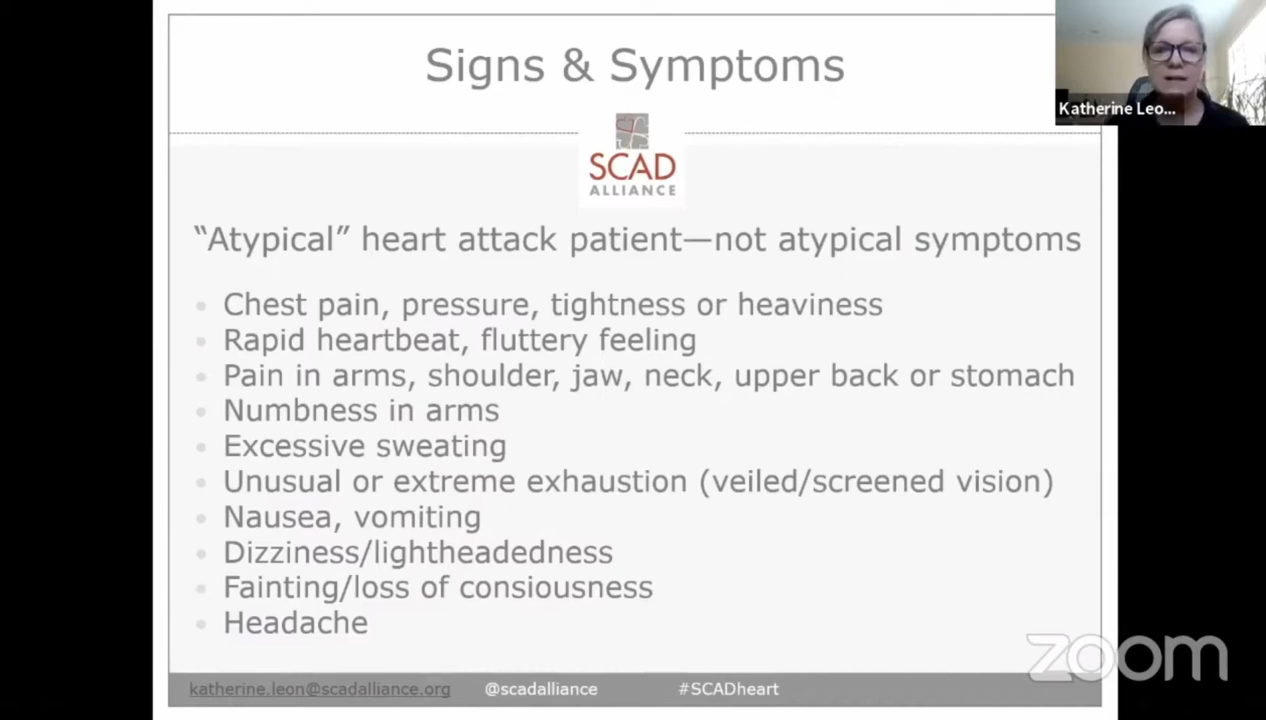 Signs & Symptoms
Katherine Leo...
SCAD
ALLIANCE
“Atypical” heart attack patient—not atypical symptoms
• Chest pain, pressure, tightness or heaviness
• Rapid heartbeat, fluttery feeling
• Pain in arms, shoulder, jaw, neck, upper back or stomach
• Numbness in arms
• Excessive sweating
• Unusual or extreme exhaustion (veiled/screened vision)
• Nausea, vomiting
• Dizziness/lightheadedness
• Fainting/loss of consiousness
• Headache
zoom
katherine.leon@scadalliance.org @scadalliance #SCADheart